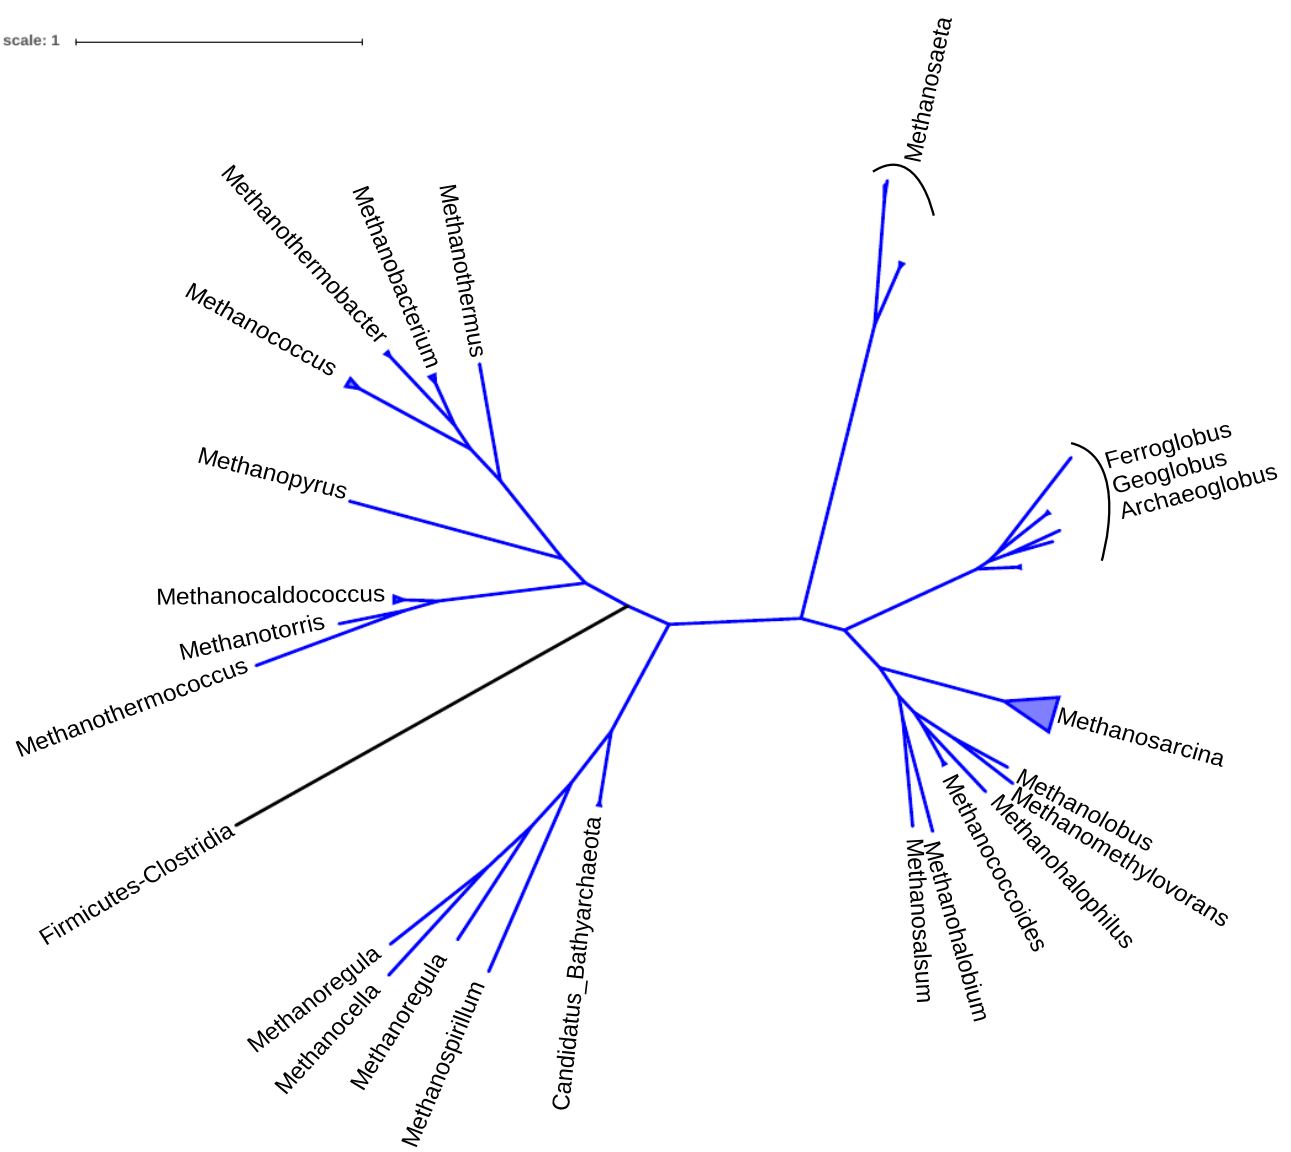 scale: 1
Methanosaeta
Methanothermobacter
Methanobacterium
Methanothermus
Methanococcus
Methanopyrus
Ferroglobus
Geoglobus
Archaeoglobus
Methanocaldococcus
Methanotorris
Methanothermococcus
Firmicutes-Clostridia
Methanosarcina
Methanolobus
Methanomethylovorans
Methanohalophilus
Methanococcoides
Methanohalobium
Methanosalsum
Methanoregula
Methanocella
Methanoregula
Methanospirillum
Candidatus_Bathyarchaeota